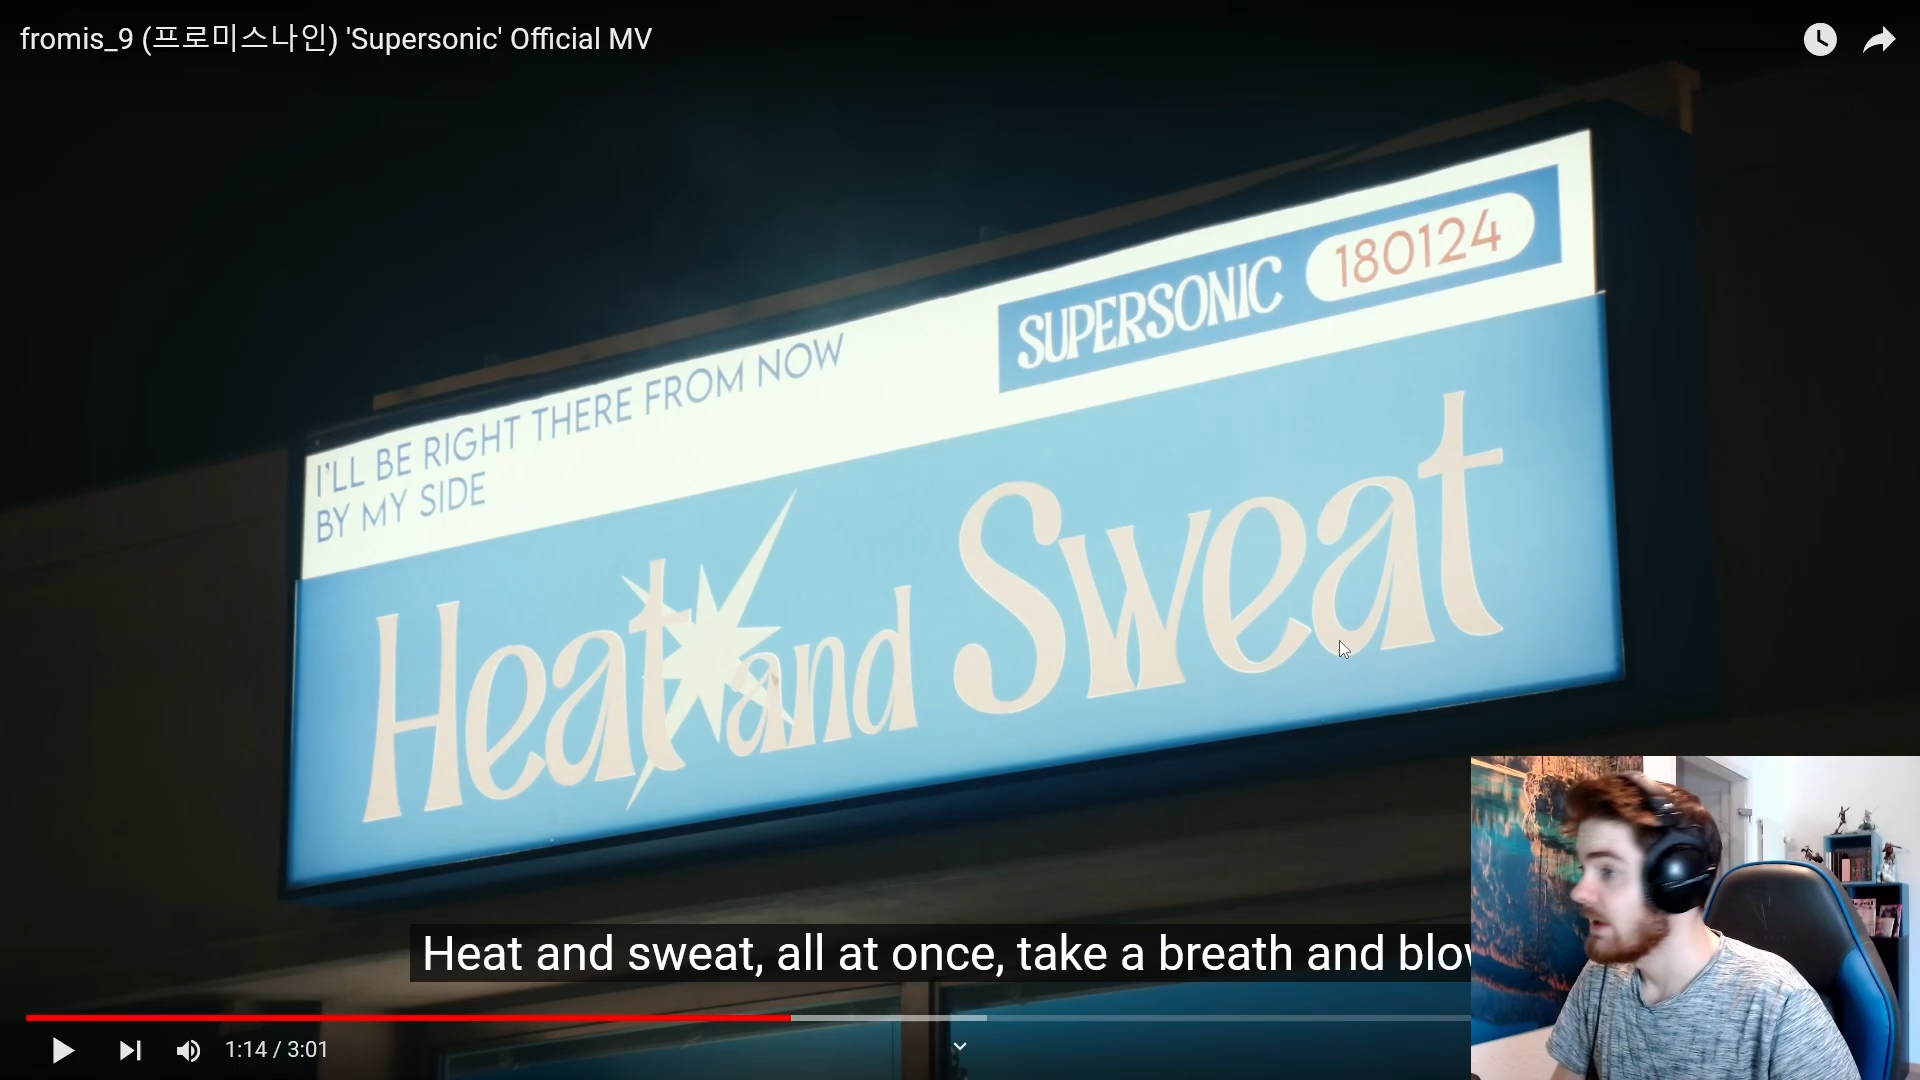 fromis_9 (프로미스나인) 'Supersonic' Official MV
SUPERSONIC 180124
I'LL BE RIGHT THERE FROM NOW
BY MY SIDE
Heat and Sweat
Heat and sweat, all at once, take a breath and
1:14 / 3:01